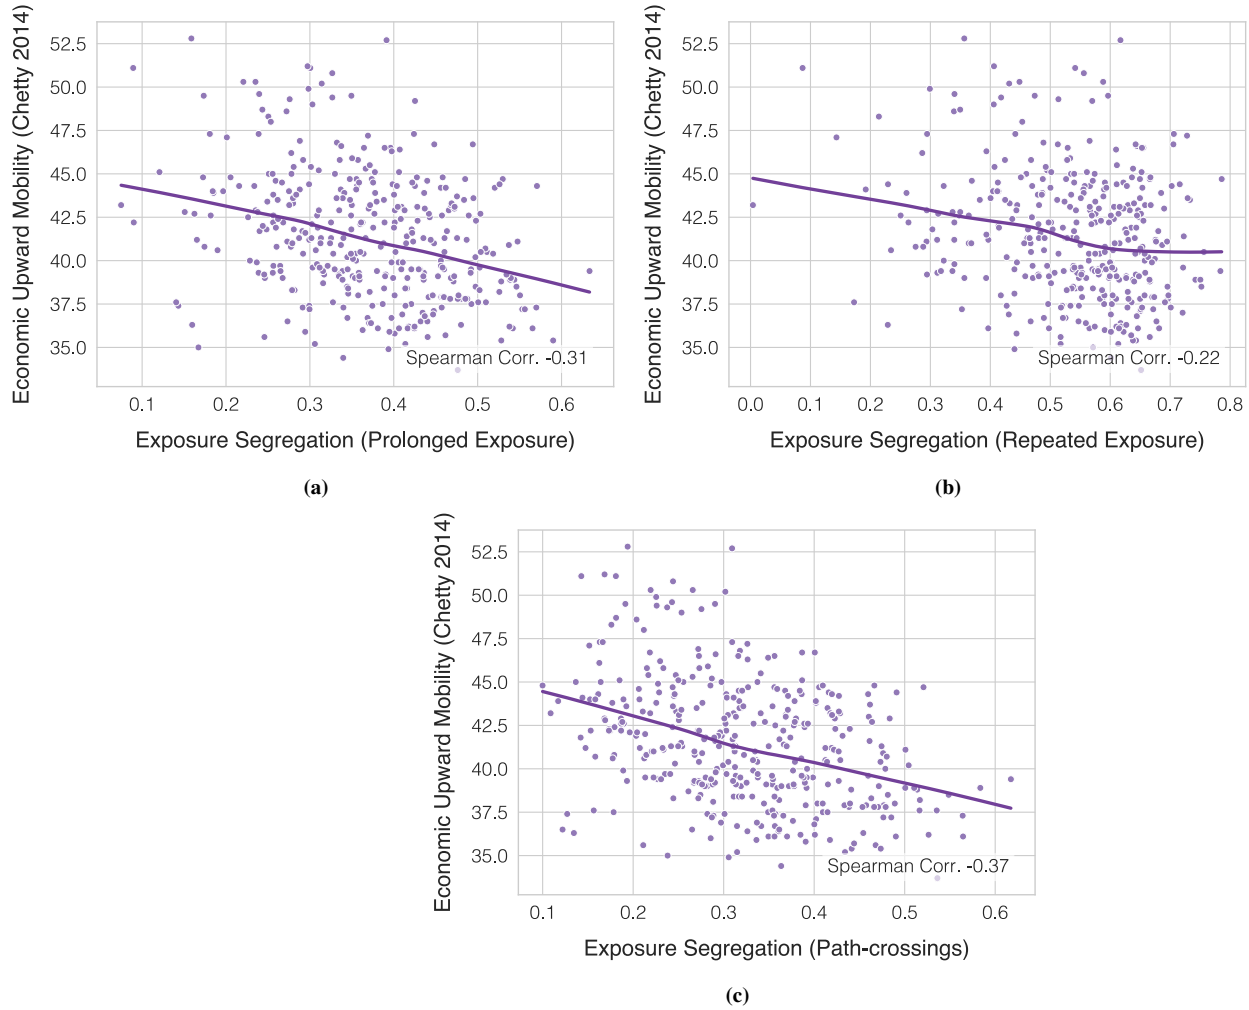 Economic Upward Mobility (Chetty 2014)
52.5
50.0
47.5
45.0
42.5
40.0
37.5
35.0
Spearman Corr. -0.31
0.1 0.2 0.3 0.4 0.5 0.6
Exposure Segregation (Prolonged Exposure)
(a)
Economic Upward Mobility (Chetty 2014)
52.5
50.0
47.5
45.0
42.5
40.0
37.5
35.0
Spearman Corr. -0.22
0.0 0.1 0.2 0.3 0.4 0.5 0.6 0.7 0.8
Exposure Segregation (Repeated Exposure)
(b)
Economic Upward Mobility (Chetty 2014)
52.5
50.0
47.5
45.0
42.5
40.0
37.5
35.0
Spearman Corr. -0.37
0.1 0.2 0.3 0.4 0.5 0.6
Exposure Segregation (Path-crossings)
(c)